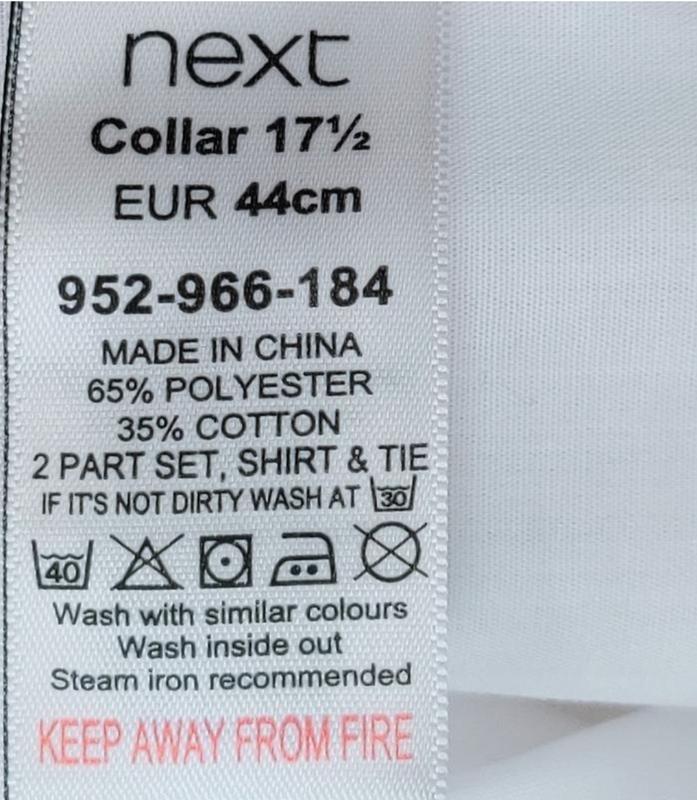 next
Collar 17½
EUR 44cm
952-966-184
MADE IN CHINA
65% POLYESTER
35% COTTON
2 PART SET, SHIRT & TIE
IF IT'S NOT DIRTY WASH AT 30
40
Wash with similar colours
Wash inside out
Steam iron recommended
KEEP AWAY FROM FIRE